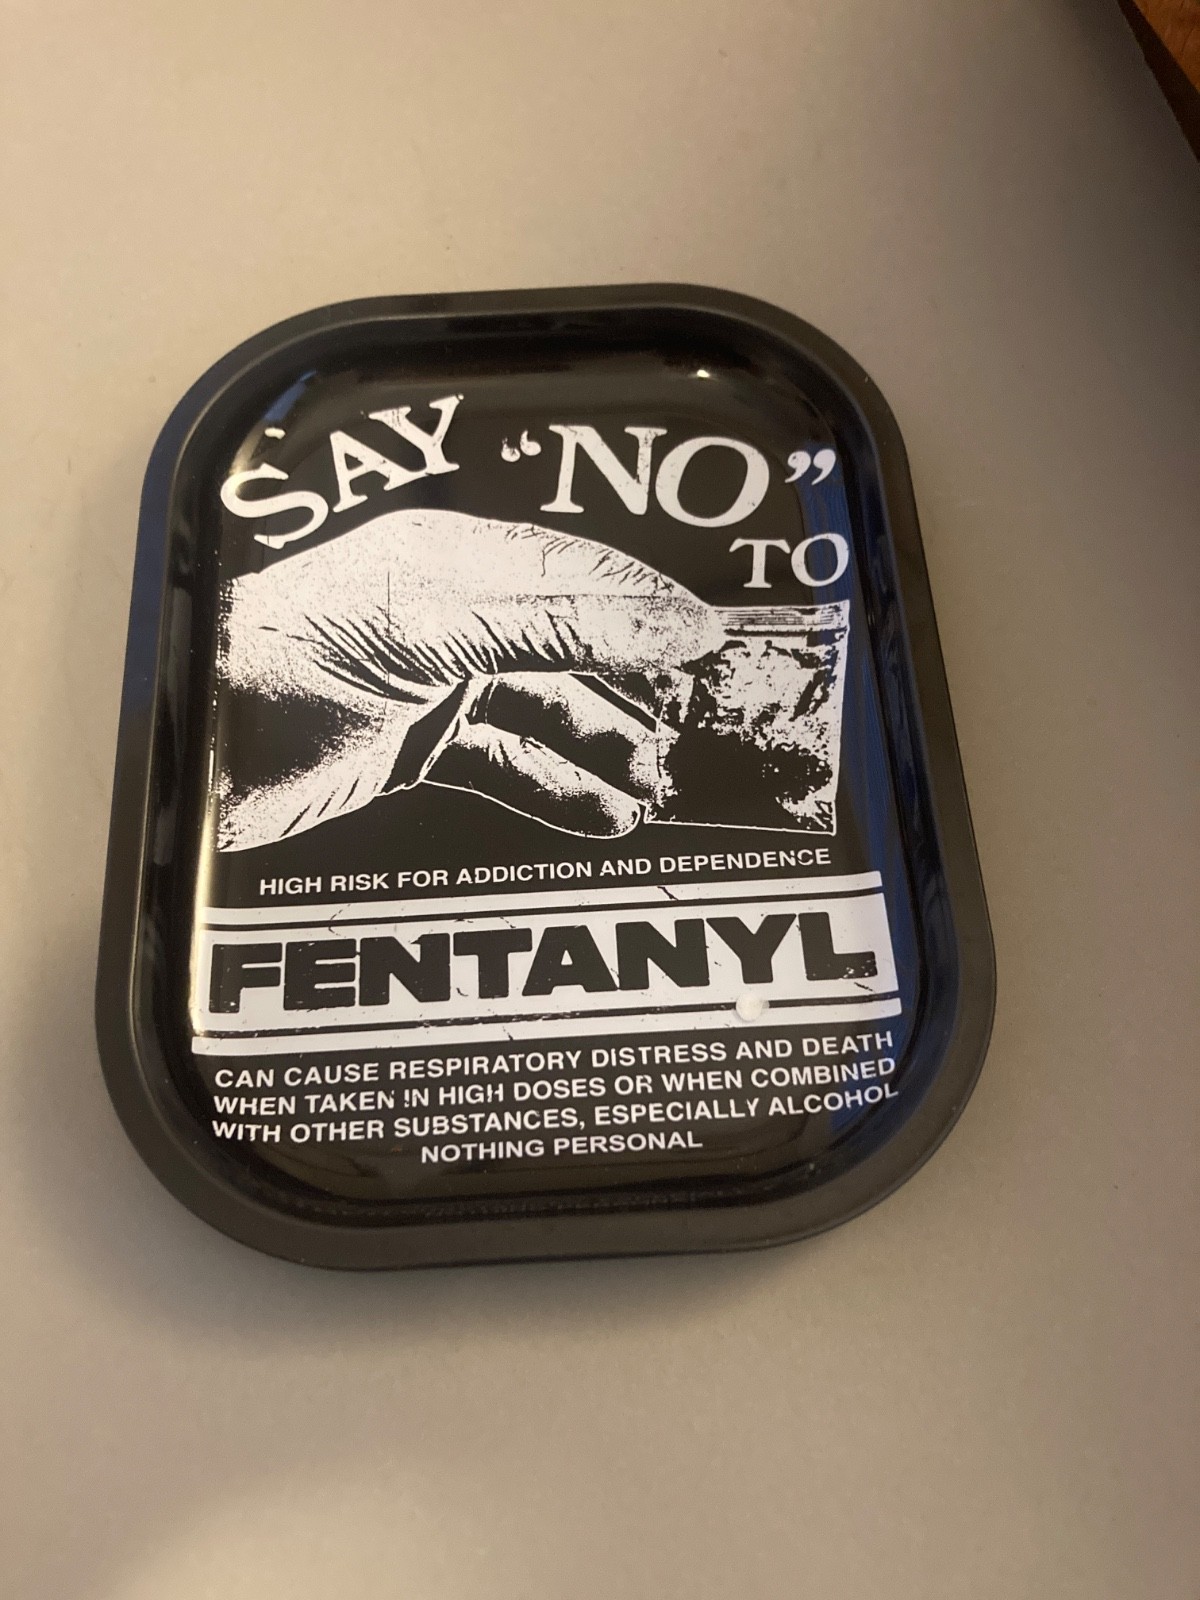 SAY "NO"
TO
HIGH RISK FOR ADDICTION AND DEPENDENCE
FENTANYL
CAN CAUSE RESPIRATORY DISTRESS AND DEATH
WHEN TAKEN IN HIGH DOSES OR WHEN COMBINED
WITH OTHER SUBSTANCES, ESPECIALLY ALCOHOL
NOTHING PERSONAL